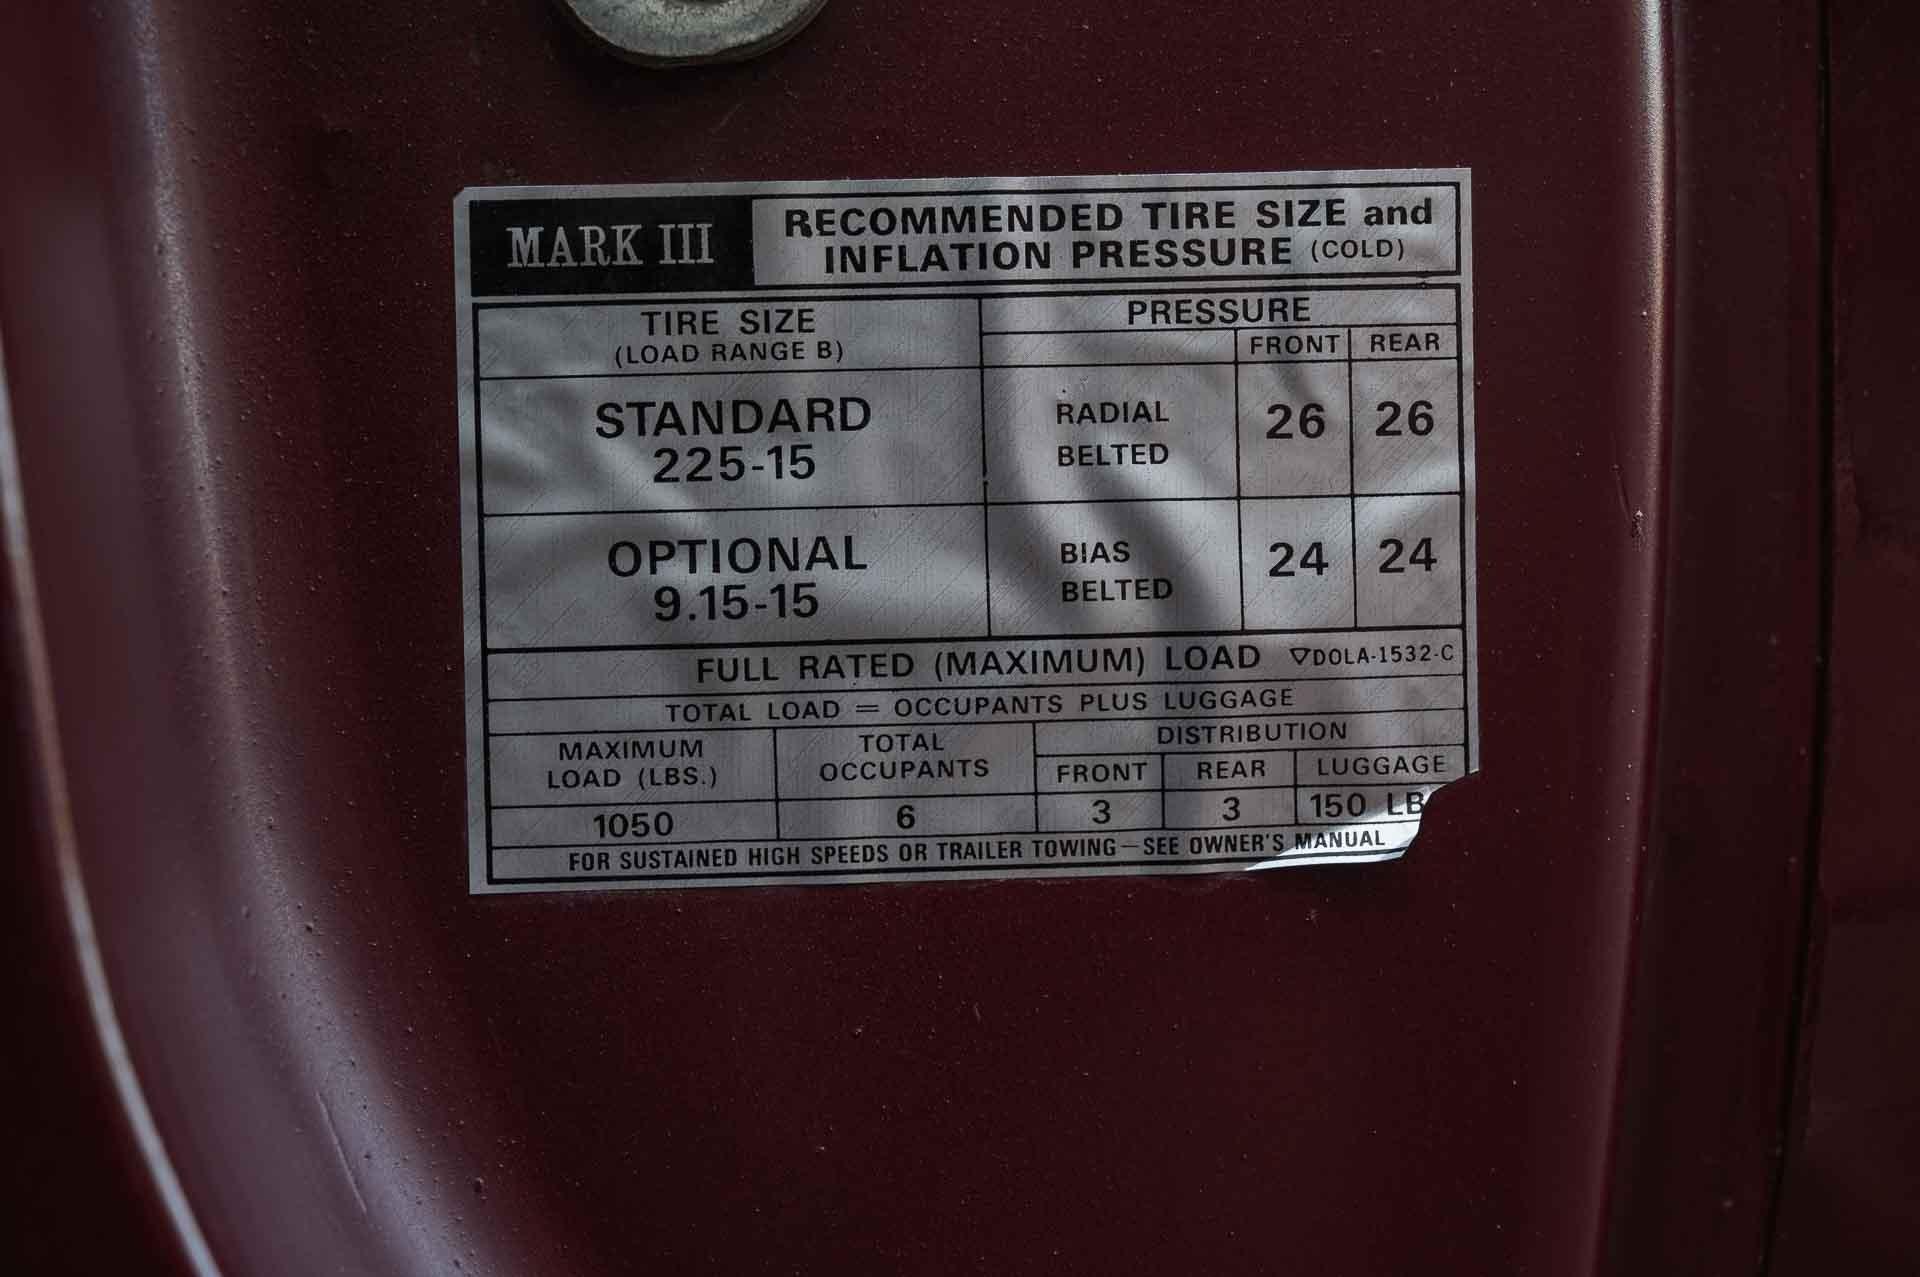 MARK III
RECOMMENDED TIRE SIZE and
INFLATION PRESSURE (COLD)
TIRE SIZE
(LOAD RANGE B)
PRESSURE
FRONT REAR
STANDARD
225-15
RADIAL
BELTED
26 26
OPTIONAL
9.15-15
BIAS
BELTED
24 24
FULL RATED (MAXIMUM) LOAD ▽DOLA-1532-C
TOTAL LOAD = OCCUPANTS PLUS LUGGAGE
MAXIMUM
LOAD (LBS.)
TOTAL
OCCUPANTS
DISTRIBUTION
FRONT REAR LUGGAGE
1050 6 3 3 150 LB
FOR SUSTAINED HIGH SPEEDS OR TRAILER TOWING—SEE OWNER'S MANUAL